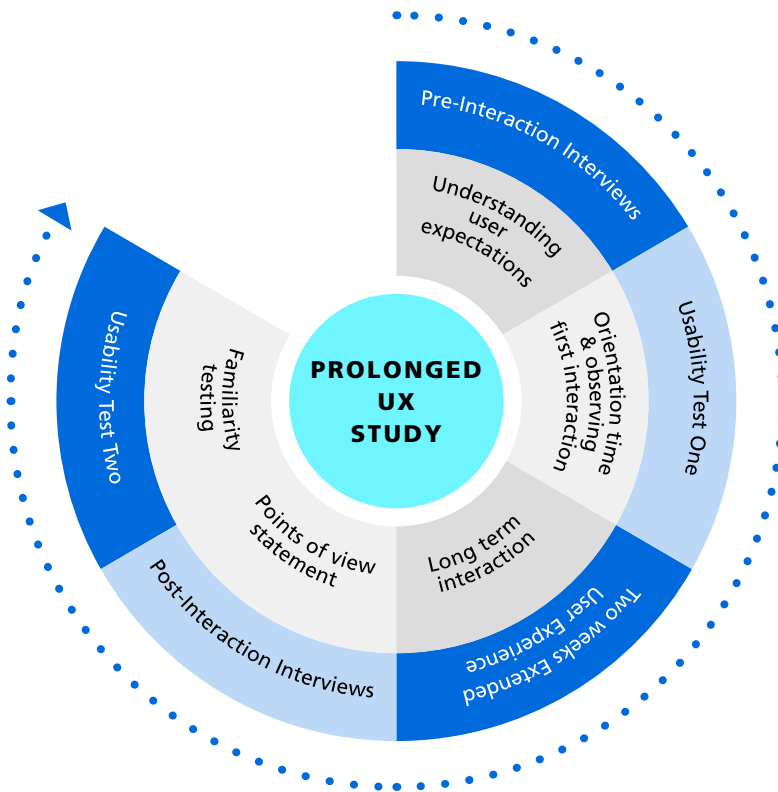 Pre-Interaction Interviews
Understanding
user
expectations
Usability Test One
Orientation time
& observing
first interaction
Two weeks Extended
User Experience
Long term
interaction
Post-Interaction Interviews
Points of view
statement
Usability Test Two
Familiarity
testing
PROLONGED
UX
STUDY